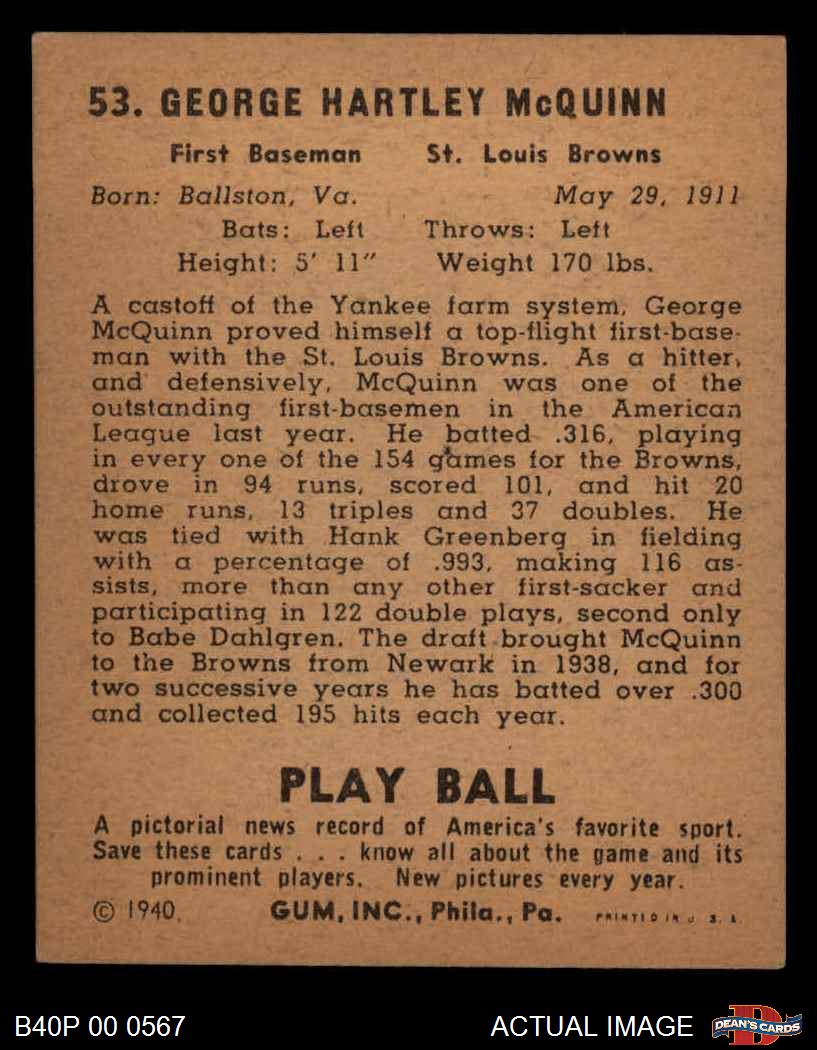 53. GEORGE HARTLEY McQUINN
First Baseman St. Louis Browns
Born: Ballston, Va. May 29, 1911
Bats: Left Throws: Left
Height: 5' 11" Weight 170 lbs.
A castoff of the Yankee farm system, George
McQuinn proved himself a top-flight first-base-
man with the St. Louis Browns. As a hitter,
and defensively, McQuinn was one of the
outstanding first-basemen in the American
League last year. He batted .316, playing
in every one of the 154 games for the Browns,
drove in 94 runs, scored 101, and hit 20
home runs, 13 triples and 37 doubles. He
was tied with Hank Greenberg in fielding
with a percentage of .993, making 116 as-
sists, more than any other first-sacker and
participating in 122 double plays, second only
to Babe Dahlgren. The draft brought McQuinn
to the Browns from Newark in 1938, and for
two successive years he has batted over .300
and collected 195 hits each year.
PLAY BALL
A pictorial news record of America's favorite sport.
Save these cards . . . know all about the game and its
prominent players. New pictures every year.
© 1940. GUM, INC., Phila., Pa. PRINTED IN U. S. A.
B40P 00 0567 ACTUAL IMAGE DEAN'S CARDS